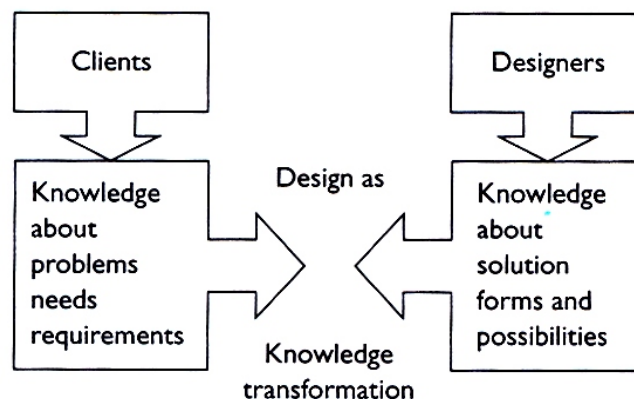 Clients
Designers
Knowledge
about
problems
needs
requirements
Design as
Knowledge
transformation
Knowledge
about
solution
forms and
possibilities